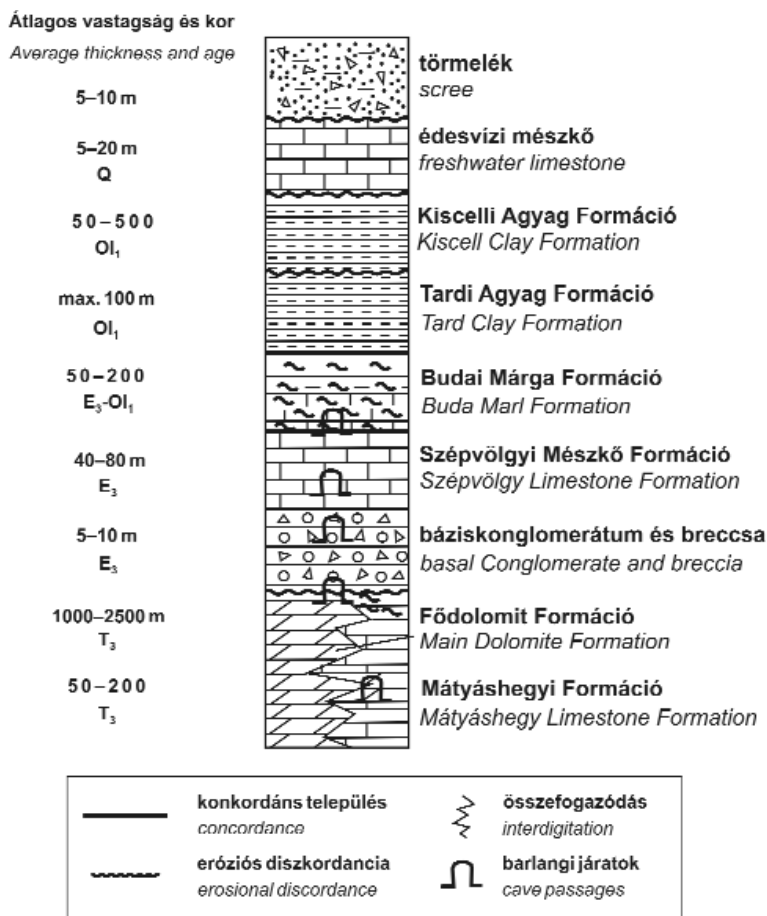 Átlagos vastagság és kor
Average thickness and age
5–10 m
törmelék
scree
5–20 m
Q
édesvízi mészkő
freshwater limestone
50–500
Ol₁
Kiscelli Agyag Formáció
Kiscell Clay Formation
max. 100 m
Ol₁
Tardi Agyag Formáció
Tard Clay Formation
50–200
E₃-Ol₁
Budai Márga Formáció
Buda Marl Formation
40–80 m
E₃
Szépvölgyi Mészkő Formáció
Szépvölgy Limestone Formation
5–10 m
E₃
báziskonglomerátum és breccsa
basal Conglomerate and breccia
1000–2500 m
T₃
Fődolomit Formáció
Main Dolomite Formation
50–200
T₃
Mátyáshegyi Formáció
Mátyáshegy Limestone Formation
konkordáns település
concordance
összefogazódás
interdigitation
eróziós diszkordancia
erosional discordance
barlangi járatok
cave passages